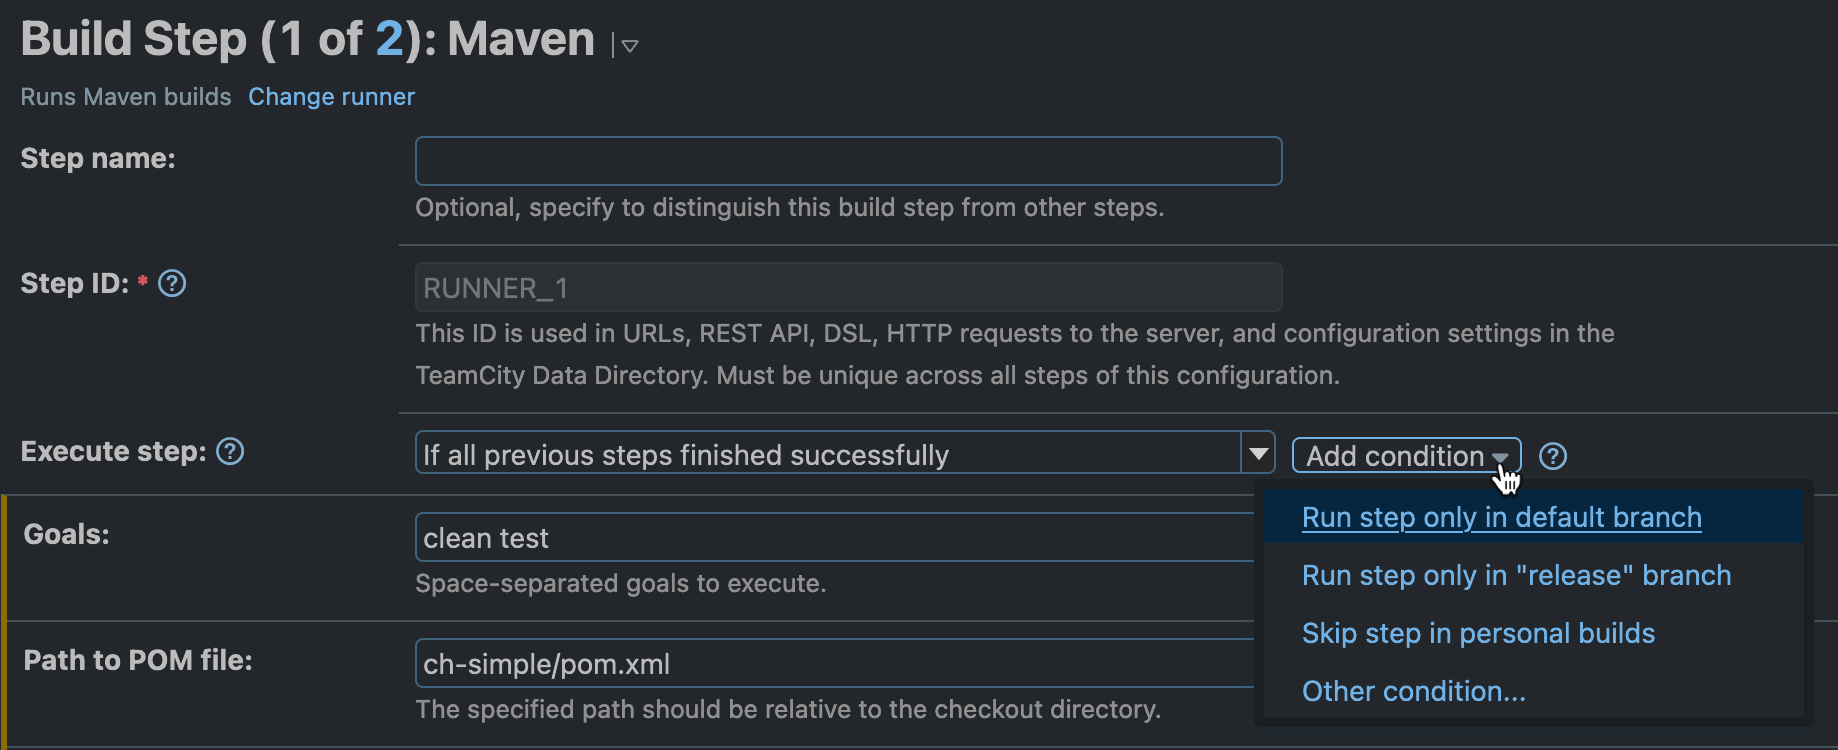 Build Step (1 of 2): Maven
Runs Maven builds Change runner
Step name:
Optional, specify to distinguish this build step from other steps.
Step ID: * ?
RUNNER_1
This ID is used in URLs, REST API, DSL, HTTP requests to the server, and configuration settings in the
TeamCity Data Directory. Must be unique across all steps of this configuration.
Execute step: ? If all previous steps finished successfully Add condition ?
Run step only in default branch
Run step only in "release" branch
Skip step in personal builds
Other condition...
Goals: clean test
Space-separated goals to execute.
Path to POM file: ch-simple/pom.xml
The specified path should be relative to the checkout directory.